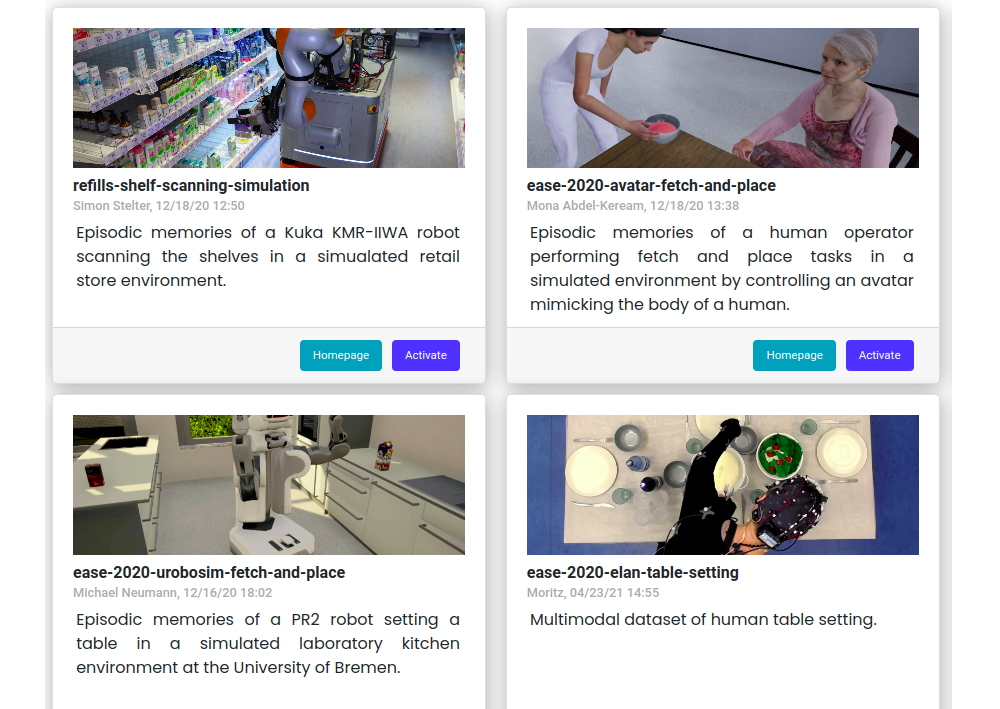 refills-shelf-scanning-simulation
Simon Stelter, 12/18/20 12:50
Episodic memories of a Kuka KMR-IIWA robot
scanning the shelves in a simualated retail
store environment.
Homepage
Activate
ease-2020-avatar-fetch-and-place
Mona Abdel-Keream, 12/18/20 13:38
Episodic memories of a human operator
performing fetch and place tasks in a
simulated environment by controlling an avatar
mimicking the body of a human.
Homepage
Activate
ease-2020-urobosim-fetch-and-place
Michael Neumann, 12/16/20 18:02
Episodic memories of a PR2 robot setting a
table in a simulated laboratory kitchen
environment at the University of Bremen.
ease-2020-elan-table-setting
Moritz, 04/23/21 14:55
Multimodal dataset of human table setting.